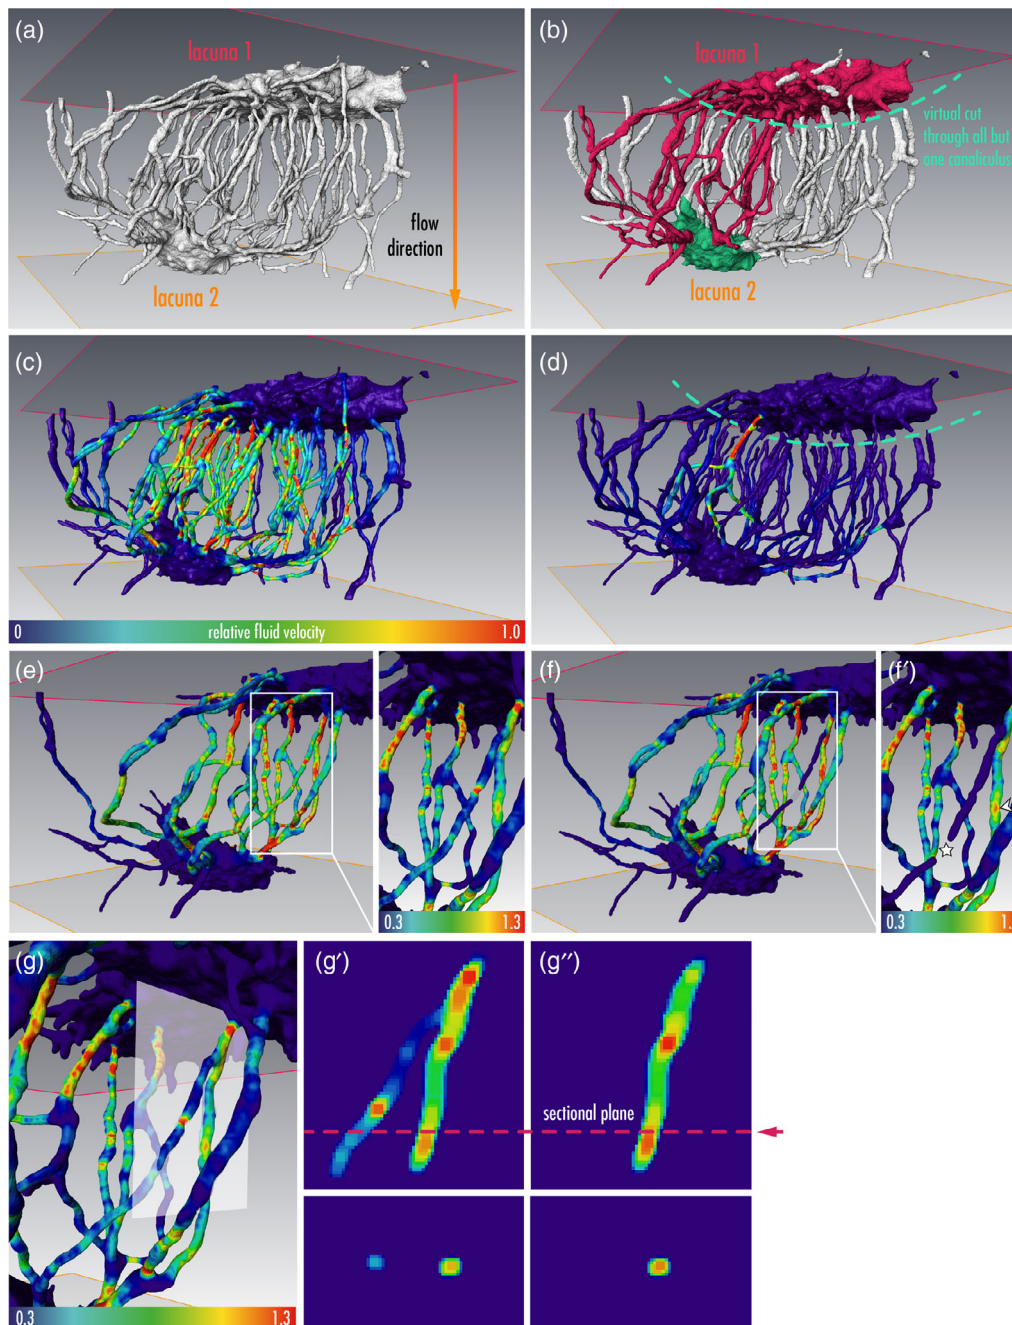 (a)
lacuna 1
flow
direction
lacuna 2
(b)
lacuna 1
virtual cut
through all but
one canaliculus
lacuna 2
(c)
0 relative fluid velocity 1.0
(d)
(e)
0.3 1.3
(f)
(f′)
0.3
(g)
0.3 1.3
(g′)
(g′′)
sectional plane